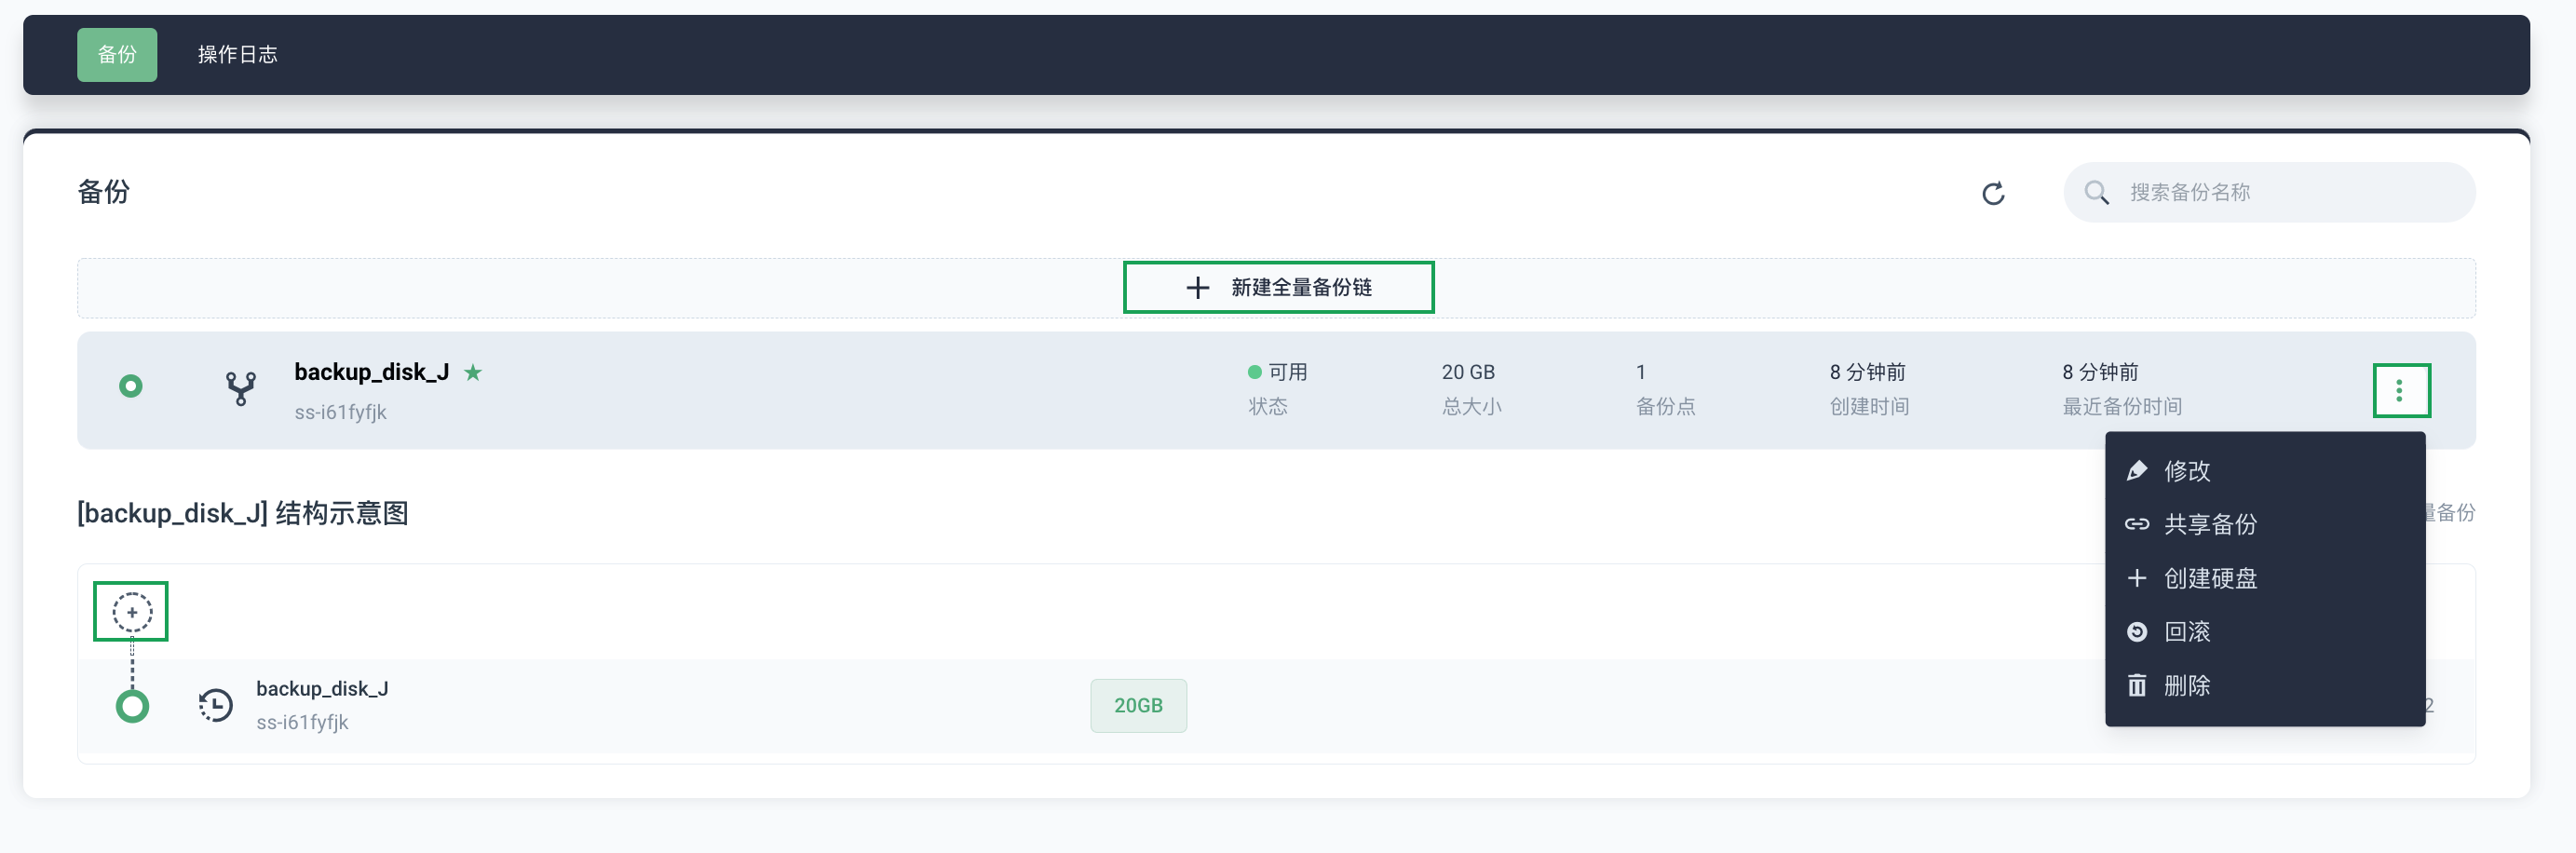 备份 操作日志
备份
搜索备份名称
新建全量备份链
backup_disk_J 可用 20 GB 1 8 分钟前 8 分钟前
ss-i61fyfjk 状态 总大小 备份点 创建时间 最近备份时间
修改
[backup_disk_J] 结构示意图 共享备份 量备份
创建硬盘
回滚
删除
backup_disk_J
20GB 2
ss-i61fyfjk